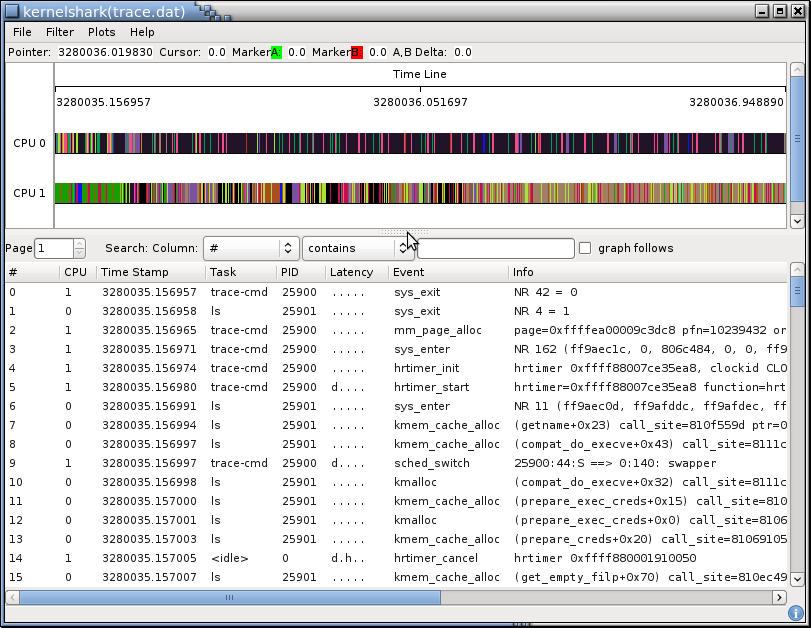 kernelshark(trace.dat)
File Filter Plots Help
Pointer: 3280036.019830 Cursor: 0.0 MarkerA: 0.0 MarkerB: 0.0 A,B Delta: 0.0
Time Line
3280035.156957 3280036.051697 3280036.948890
CPU 0
CPU 1
Page 1 Search: Column: # contains graph follows
# CPU Time Stamp Task PID Latency Event Info
0 1 3280035.156957 trace-cmd 25900 ..... sys_exit NR 42 = 0
1 0 3280035.156958 ls 25901 ..... sys_exit NR 4 = 1
2 1 3280035.156965 trace-cmd 25900 ..... mm_page_alloc page=0xffffea00009c3dc8 pfn=10239432 or
3 1 3280035.156971 trace-cmd 25900 ..... sys_enter NR 162 (ff9aec1c, 0, 806c484, 0, 0, ff9
4 1 3280035.156974 trace-cmd 25900 ..... hrtimer_init hrtimer 0xffff88007ce35ea8, clockid CLO
5 1 3280035.156980 trace-cmd 25900 d.... hrtimer_start hrtimer=0xffff88007ce35ea8 function=hrt
6 0 3280035.156991 ls 25901 ..... sys_enter NR 11 (ff9aec0d, ff9afddc, ff9afdec, ff
7 0 3280035.156994 ls 25901 ..... kmem_cache_alloc (getname+0x23) call_site=810f559d ptr=0
8 0 3280035.156997 ls 25901 ..... kmem_cache_alloc (compat_do_execve+0x43) call_site=8111c
9 1 3280035.156997 trace-cmd 25900 d.... sched_switch 25900:44:S ==> 0:140: swapper
10 0 3280035.156998 ls 25901 ..... kmalloc (compat_do_execve+0x32) call_site=8111c
11 0 3280035.157000 ls 25901 ..... kmem_cache_alloc (prepare_exec_creds+0x15) call_site=810
12 0 3280035.157001 ls 25901 ..... kmalloc (prepare_exec_creds+0x0) call_site=8106
13 0 3280035.157003 ls 25901 ..... kmem_cache_alloc (prepare_creds+0x20) call_site=81069105
14 1 3280035.157005 <idle> 0 d.h.. hrtimer_cancel hrtimer 0xffff880001910050
15 0 3280035.157007 ls 25901 ..... kmem_cache_alloc (get_empty_filp+0x70) call_site=810ec49